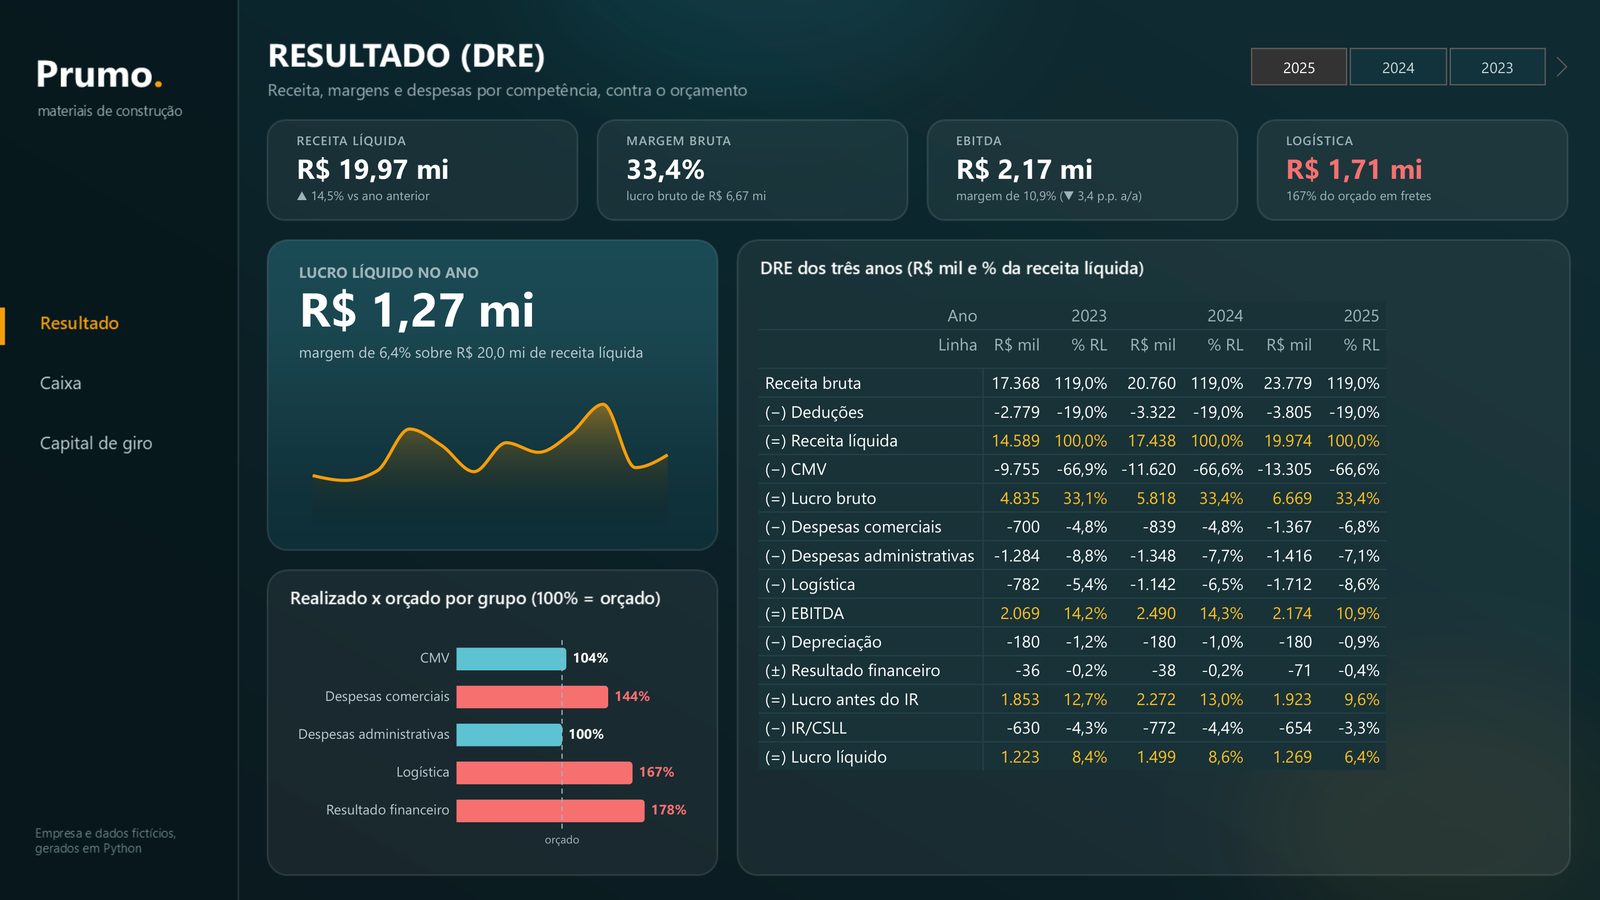 Prumo.
materiais de construção
Resultado
Caixa
Capital de giro
Empresa e dados fictícios,
gerados em Python
RESULTADO (DRE)
Receita, margens e despesas por competência, contra o orçamento
2025 2024 2023
RECEITA LÍQUIDA
R$ 19,97 mi
▲ 14,5% vs ano anterior
MARGEM BRUTA
33,4%
lucro bruto de R$ 6,67 mi
EBITDA
R$ 2,17 mi
margem de 10,9% (▼ 3,4 p.p. a/a)
LOGÍSTICA
R$ 1,71 mi
167% do orçado em fretes
LUCRO LÍQUIDO NO ANO
R$ 1,27 mi
margem de 6,4% sobre R$ 20,0 mi de receita líquida
Realizado x orçado por grupo (100% = orçado)
CMV 104%
Despesas comerciais 144%
Despesas administrativas 100%
Logística 167%
Resultado financeiro 178%
orçado
DRE dos três anos (R$ mil e % da receita líquida)
Ano 2023 2024 2025
Linha R$ mil % RL R$ mil % RL R$ mil % RL
Receita bruta 17.368 119,0% 20.760 119,0% 23.779 119,0%
(−) Deduções -2.779 -19,0% -3.322 -19,0% -3.805 -19,0%
(=) Receita líquida 14.589 100,0% 17.438 100,0% 19.974 100,0%
(−) CMV -9.755 -66,9% -11.620 -66,6% -13.305 -66,6%
(=) Lucro bruto 4.835 33,1% 5.818 33,4% 6.669 33,4%
(−) Despesas comerciais -700 -4,8% -839 -4,8% -1.367 -6,8%
(−) Despesas administrativas -1.284 -8,8% -1.348 -7,7% -1.416 -7,1%
(−) Logística -782 -5,4% -1.142 -6,5% -1.712 -8,6%
(=) EBITDA 2.069 14,2% 2.490 14,3% 2.174 10,9%
(−) Depreciação -180 -1,2% -180 -1,0% -180 -0,9%
(±) Resultado financeiro -36 -0,2% -38 -0,2% -71 -0,4%
(=) Lucro antes do IR 1.853 12,7% 2.272 13,0% 1.923 9,6%
(−) IR/CSLL -630 -4,3% -772 -4,4% -654 -3,3%
(=) Lucro líquido 1.223 8,4% 1.499 8,6% 1.269 6,4%